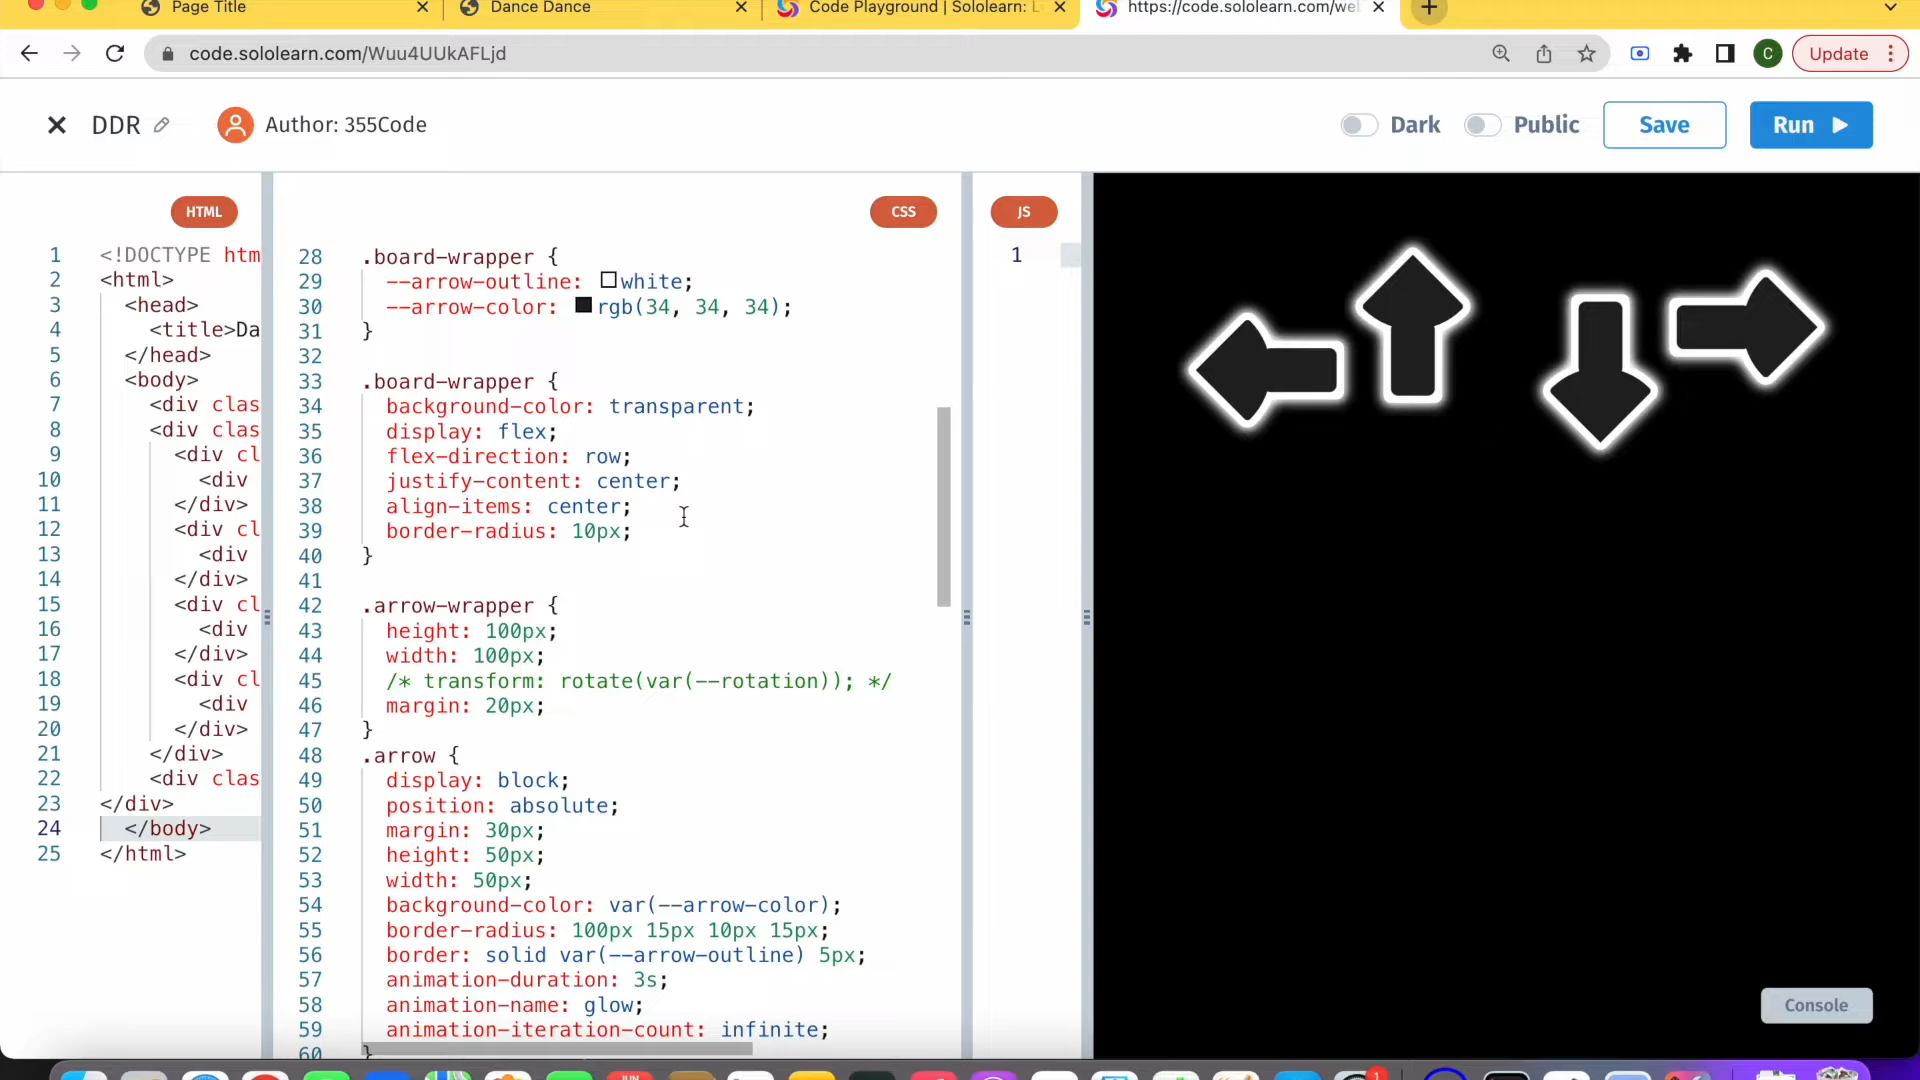 Page Title
Dance Dance
Code Playground | Sololearn: L
https://code.sololearn.com/we
code.sololearn.com/Wuu4UUkAFLjd
C
Update
DDR
Author: 355Code
Dark
Public
Save
Run
HTML
1 <!DOCTYPE htm
2 <html>
3 <head>
4 <title>Da
5 </head>
6 <body>
7 <div clas
8 <div clas
9 <div cl
10 <div
11 </div>
12 <div cl
13 <div
14 </div>
15 <div cl
16 <div
17 </div>
18 <div cl
19 <div
20 </div>
21 </div>
22 <div clas
23 </div>
24 </body>
25 </html>
CSS
28 .board-wrapper {
29 --arrow-outline: white;
30 --arrow-color: rgb(34, 34, 34);
31 }
32
33 .board-wrapper {
34 background-color: transparent;
35 display: flex;
36 flex-direction: row;
37 justify-content: center;
38 align-items: center;
39 border-radius: 10px;
40 }
41
42 .arrow-wrapper {
43 height: 100px;
44 width: 100px;
45 /* transform: rotate(var(--rotation)); */
46 margin: 20px;
47 }
48 .arrow {
49 display: block;
50 position: absolute;
51 margin: 30px;
52 height: 50px;
53 width: 50px;
54 background-color: var(--arrow-color);
55 border-radius: 100px 15px 10px 15px;
56 border: solid var(--arrow-outline) 5px;
57 animation-duration: 3s;
58 animation-name: glow;
59 animation-iteration-count: infinite;
60 }
JS
1
Console
JUN
1